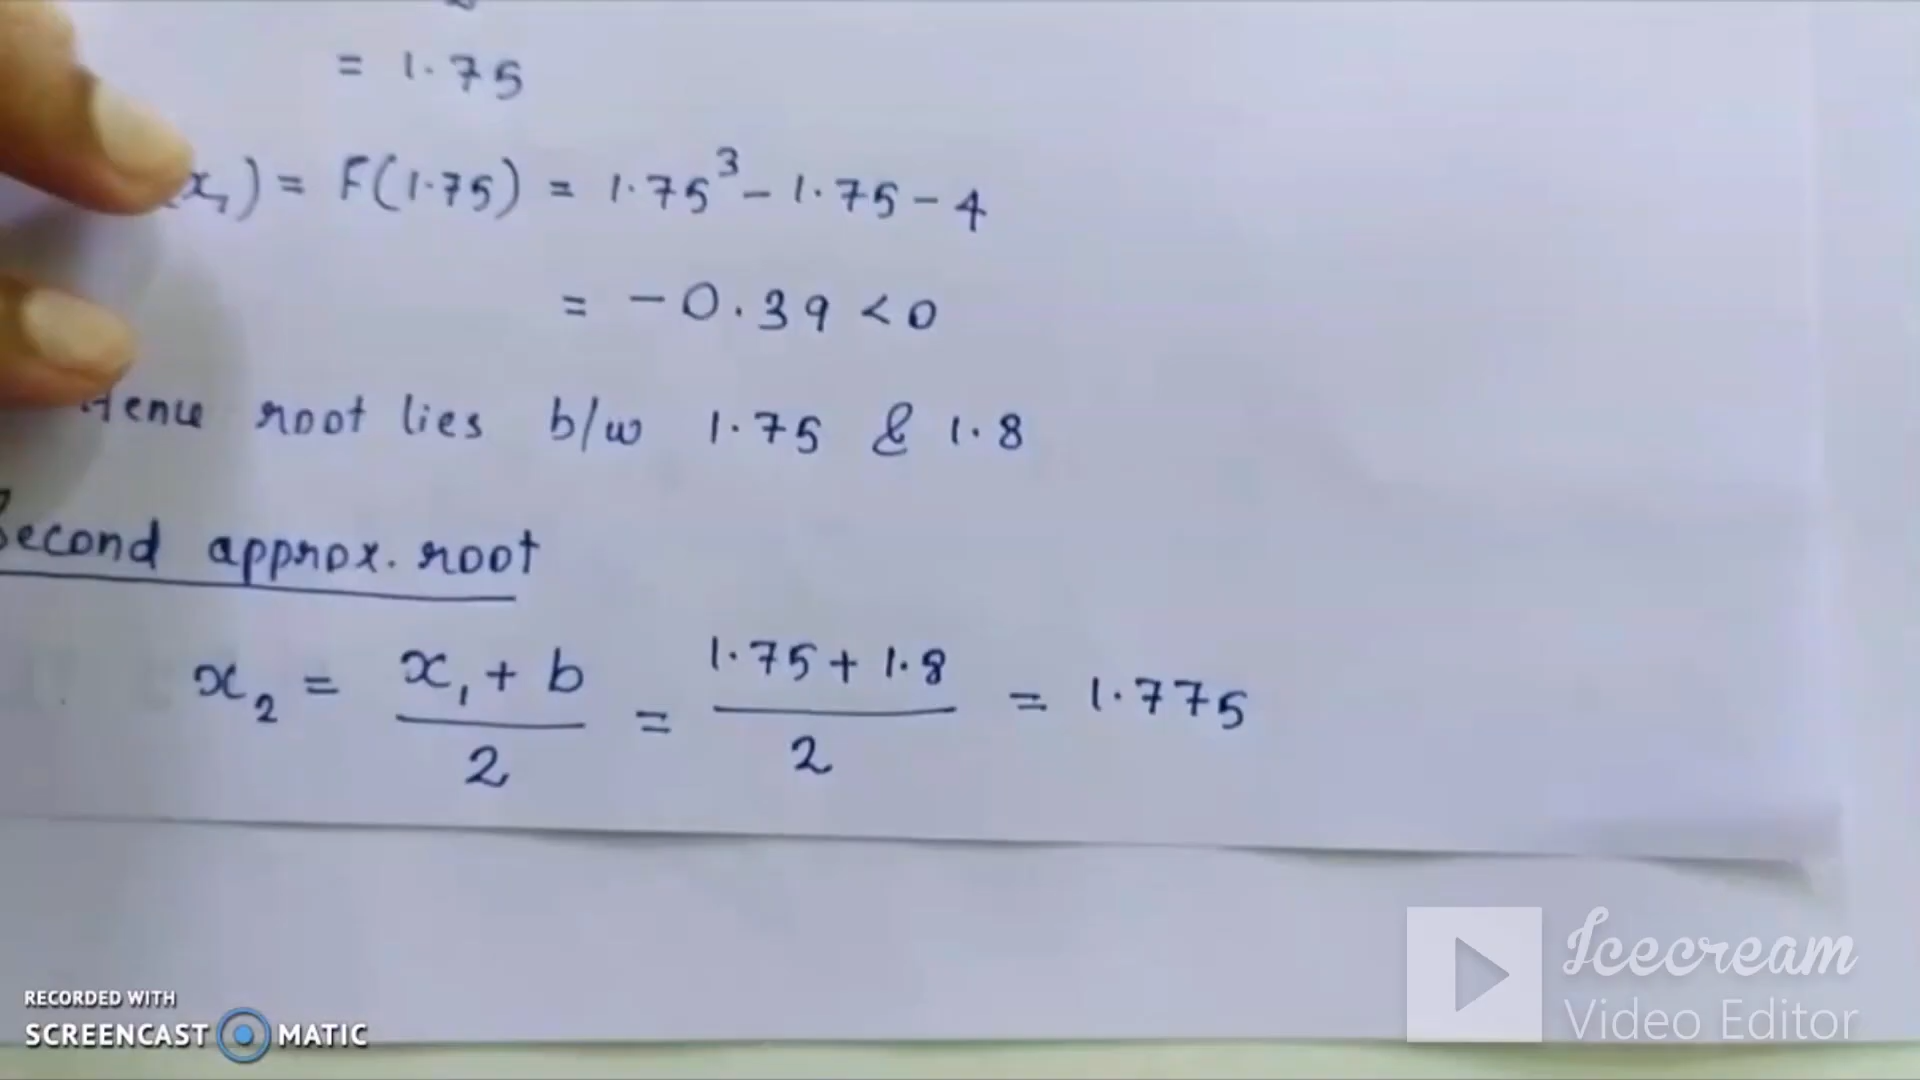 = 1.75
x₁) = F(1.75) = 1.75³ - 1.75 - 4
= -0.39 < 0
Hence root lies b/w 1.75 & 1.8
Second approx. root
x₂ = (x₁ + b)/2 = (1.75 + 1.8)/2 = 1.775
Icecream
Video Editor
RECORDED WITH
SCREENCAST MATIC